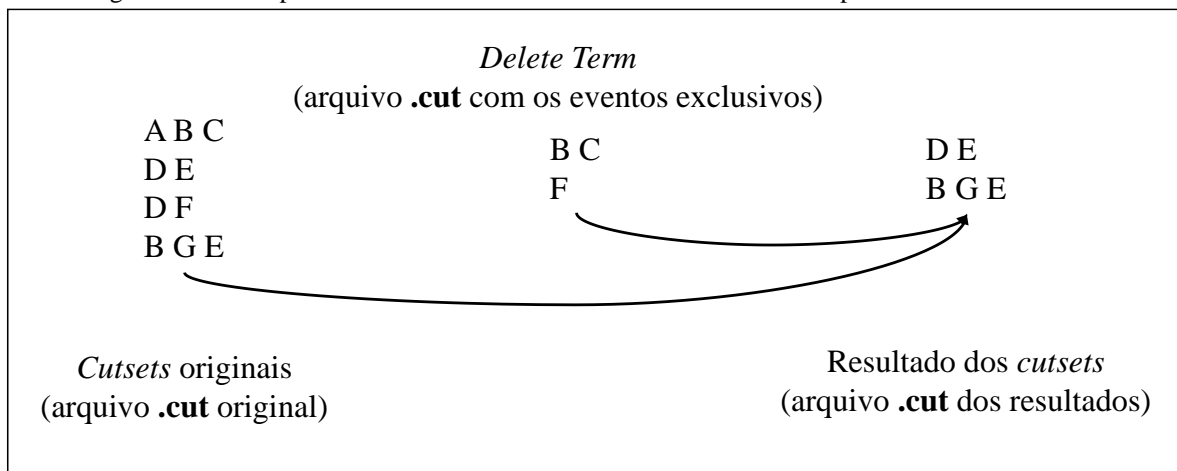 Delete Term
(arquivo .cut com os eventos exclusivos)
A B C
D E
D F
B G E
B C
F
D E
B G E
Cutsets originais
(arquivo .cut original)
Resultado dos cutsets
(arquivo .cut dos resultados)